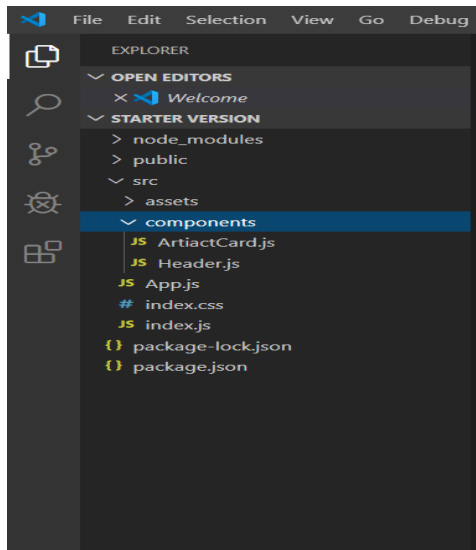 File Edit Selection View Go Debug
EXPLORER
OPEN EDITORS
Welcome
STARTER VERSION
node_modules
public
src
assets
components
JS ArtiactCard.js
JS Header.js
JS App.js
# index.css
JS index.js
{} package-lock.json
{} package.json